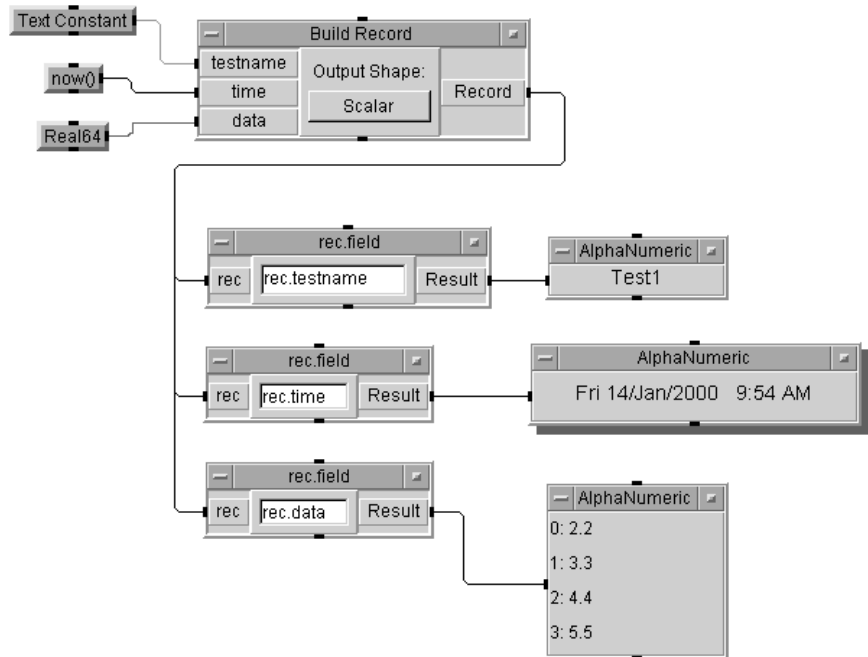 Text Constant
Build Record
testname
Output Shape:
now()
time
Scalar
Record
data
Real64
rec.field
rec
rec.testname
Result
AlphaNumeric
Test1
rec.field
rec
rec.time
Result
AlphaNumeric
Fri 14/Jan/2000 9:54 AM
rec.field
rec
rec.data
Result
AlphaNumeric
0: 2.2
1: 3.3
2: 4.4
3: 5.5